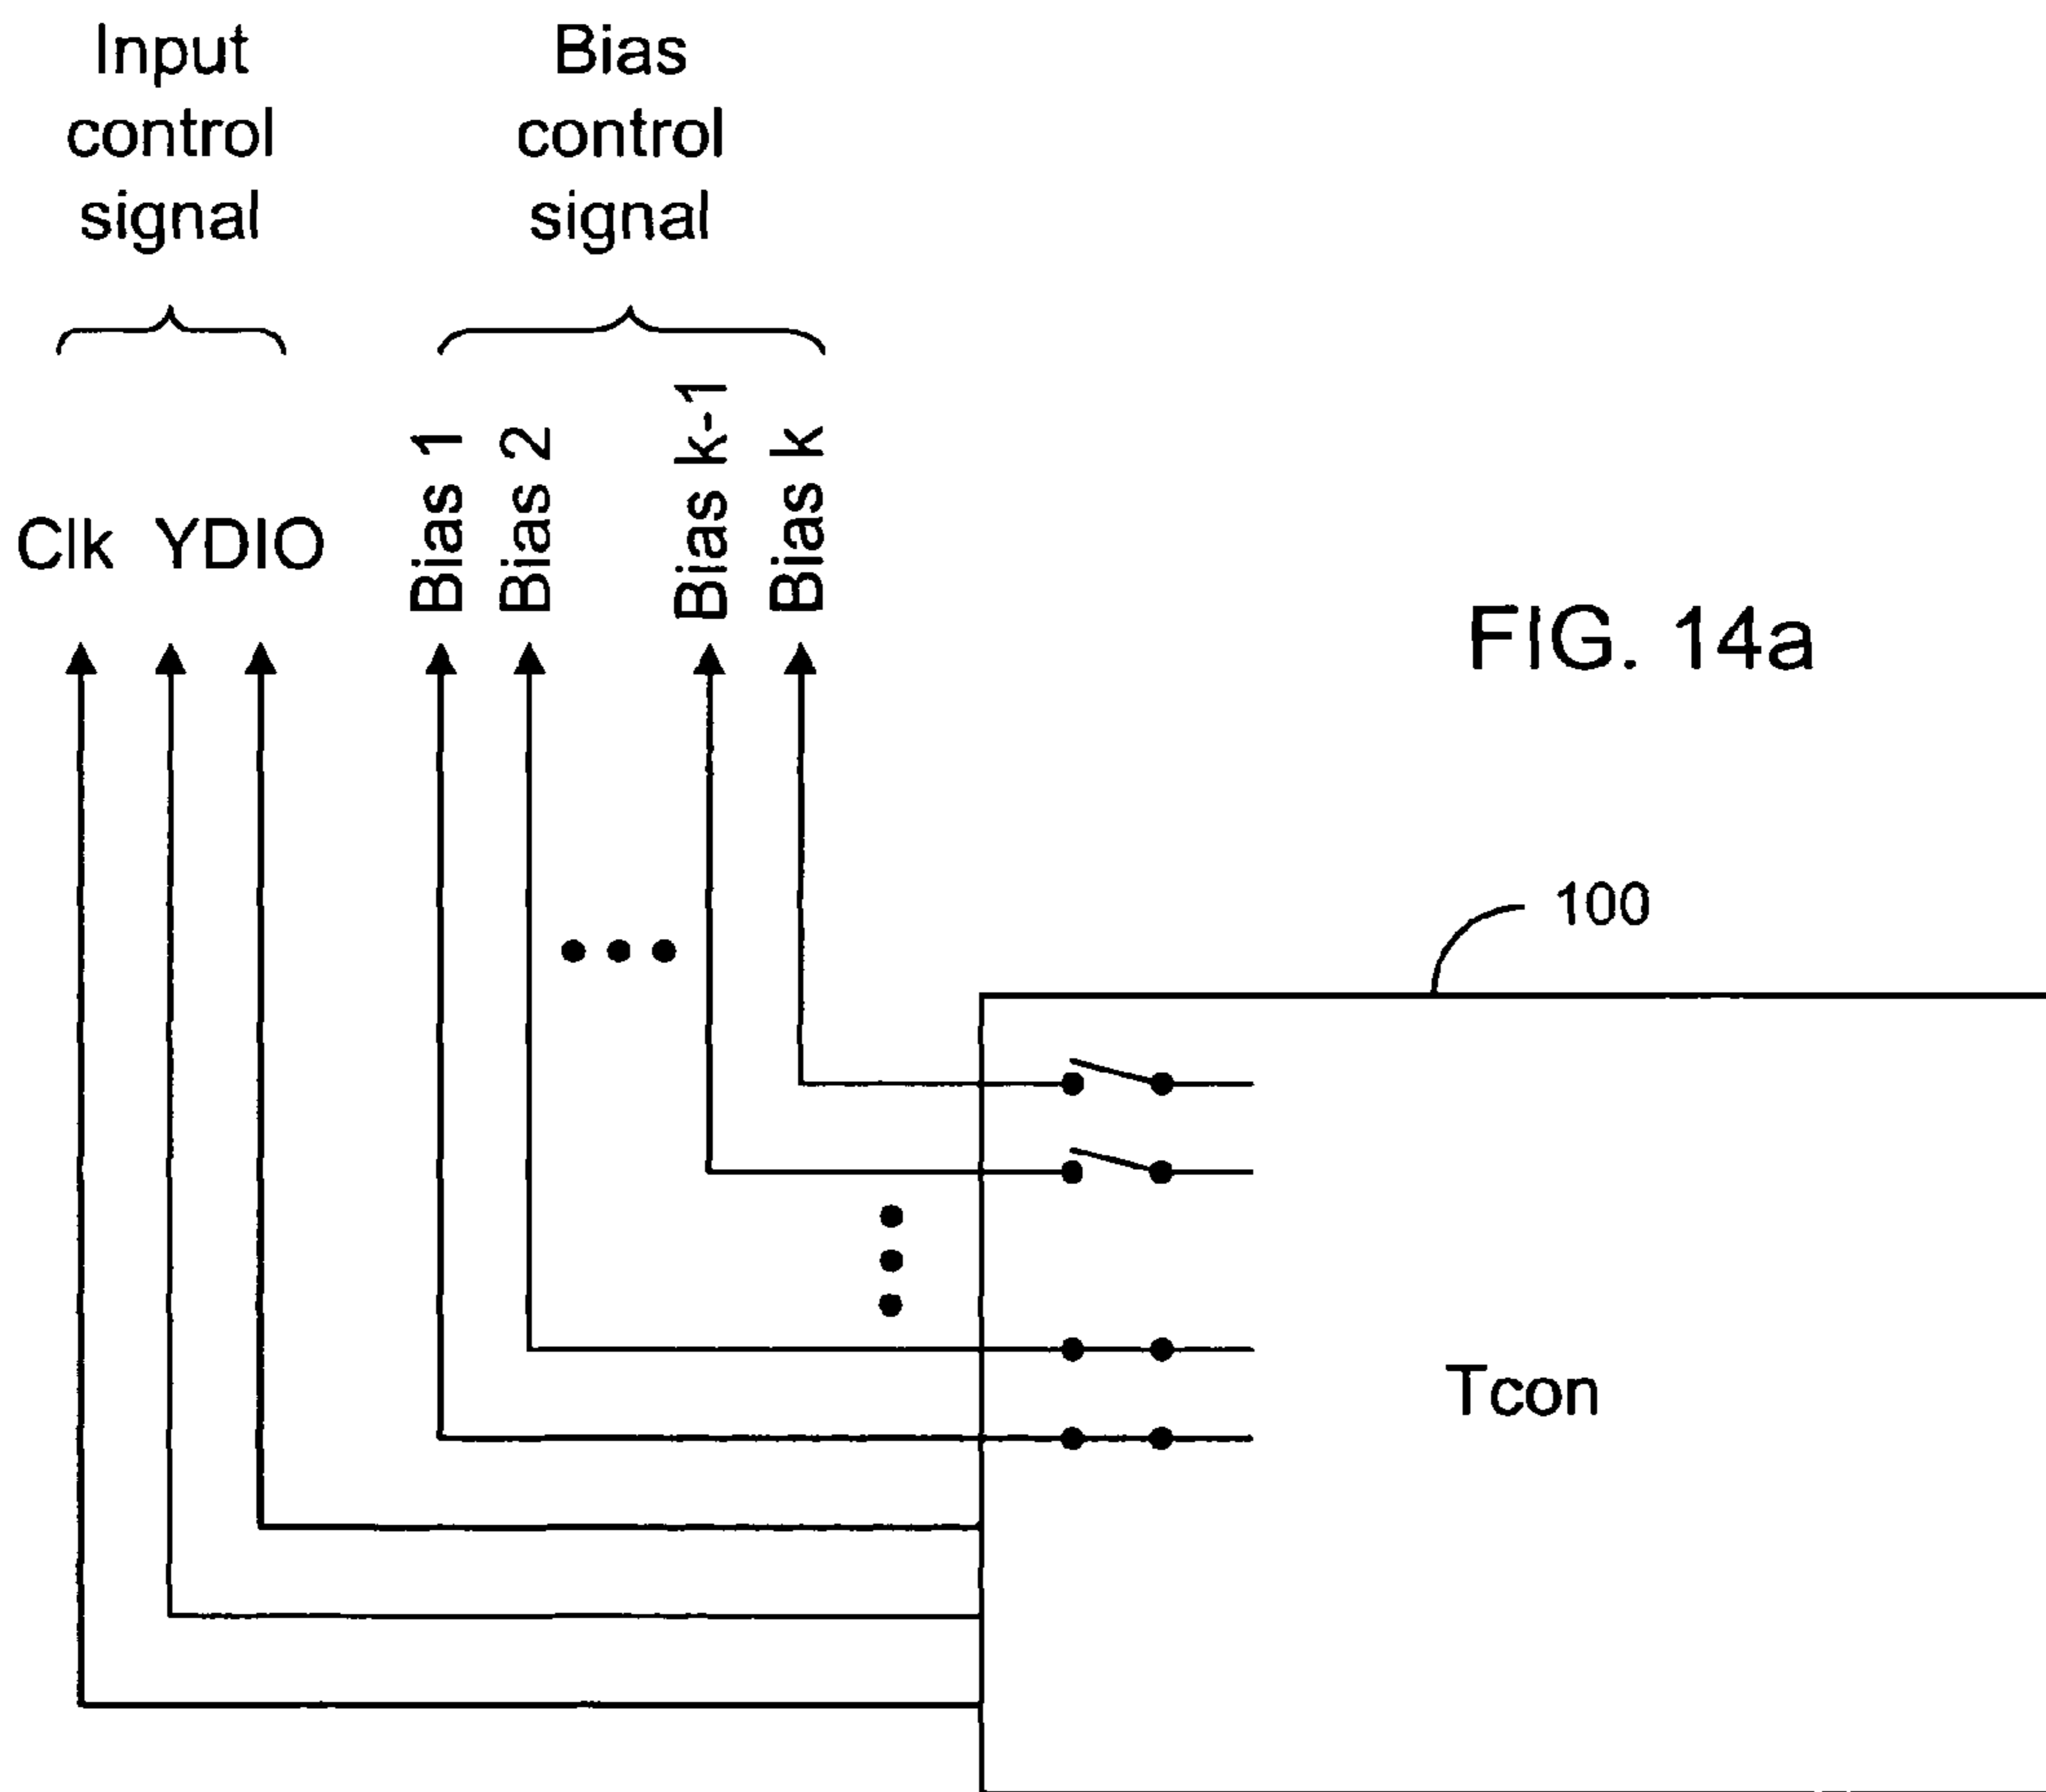 Input
control
signal
Bias
control
signal
Clk YDIO
Bias 1
Bias 2
Bias k-1
Bias k
FIG. 14a
100
Tcon